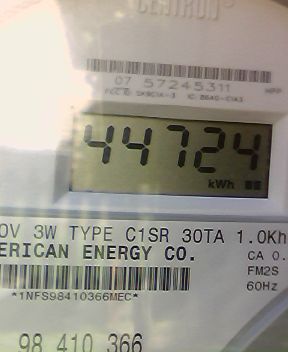 CENTRON®
07 57245311
44724
kWh
0V 3W TYPE C1SR 30TA 1.0Kh
ERICAN ENERGY CO.
CA 0.
FM2S
60Hz
*1NFS98410366MEC*
98 410 366